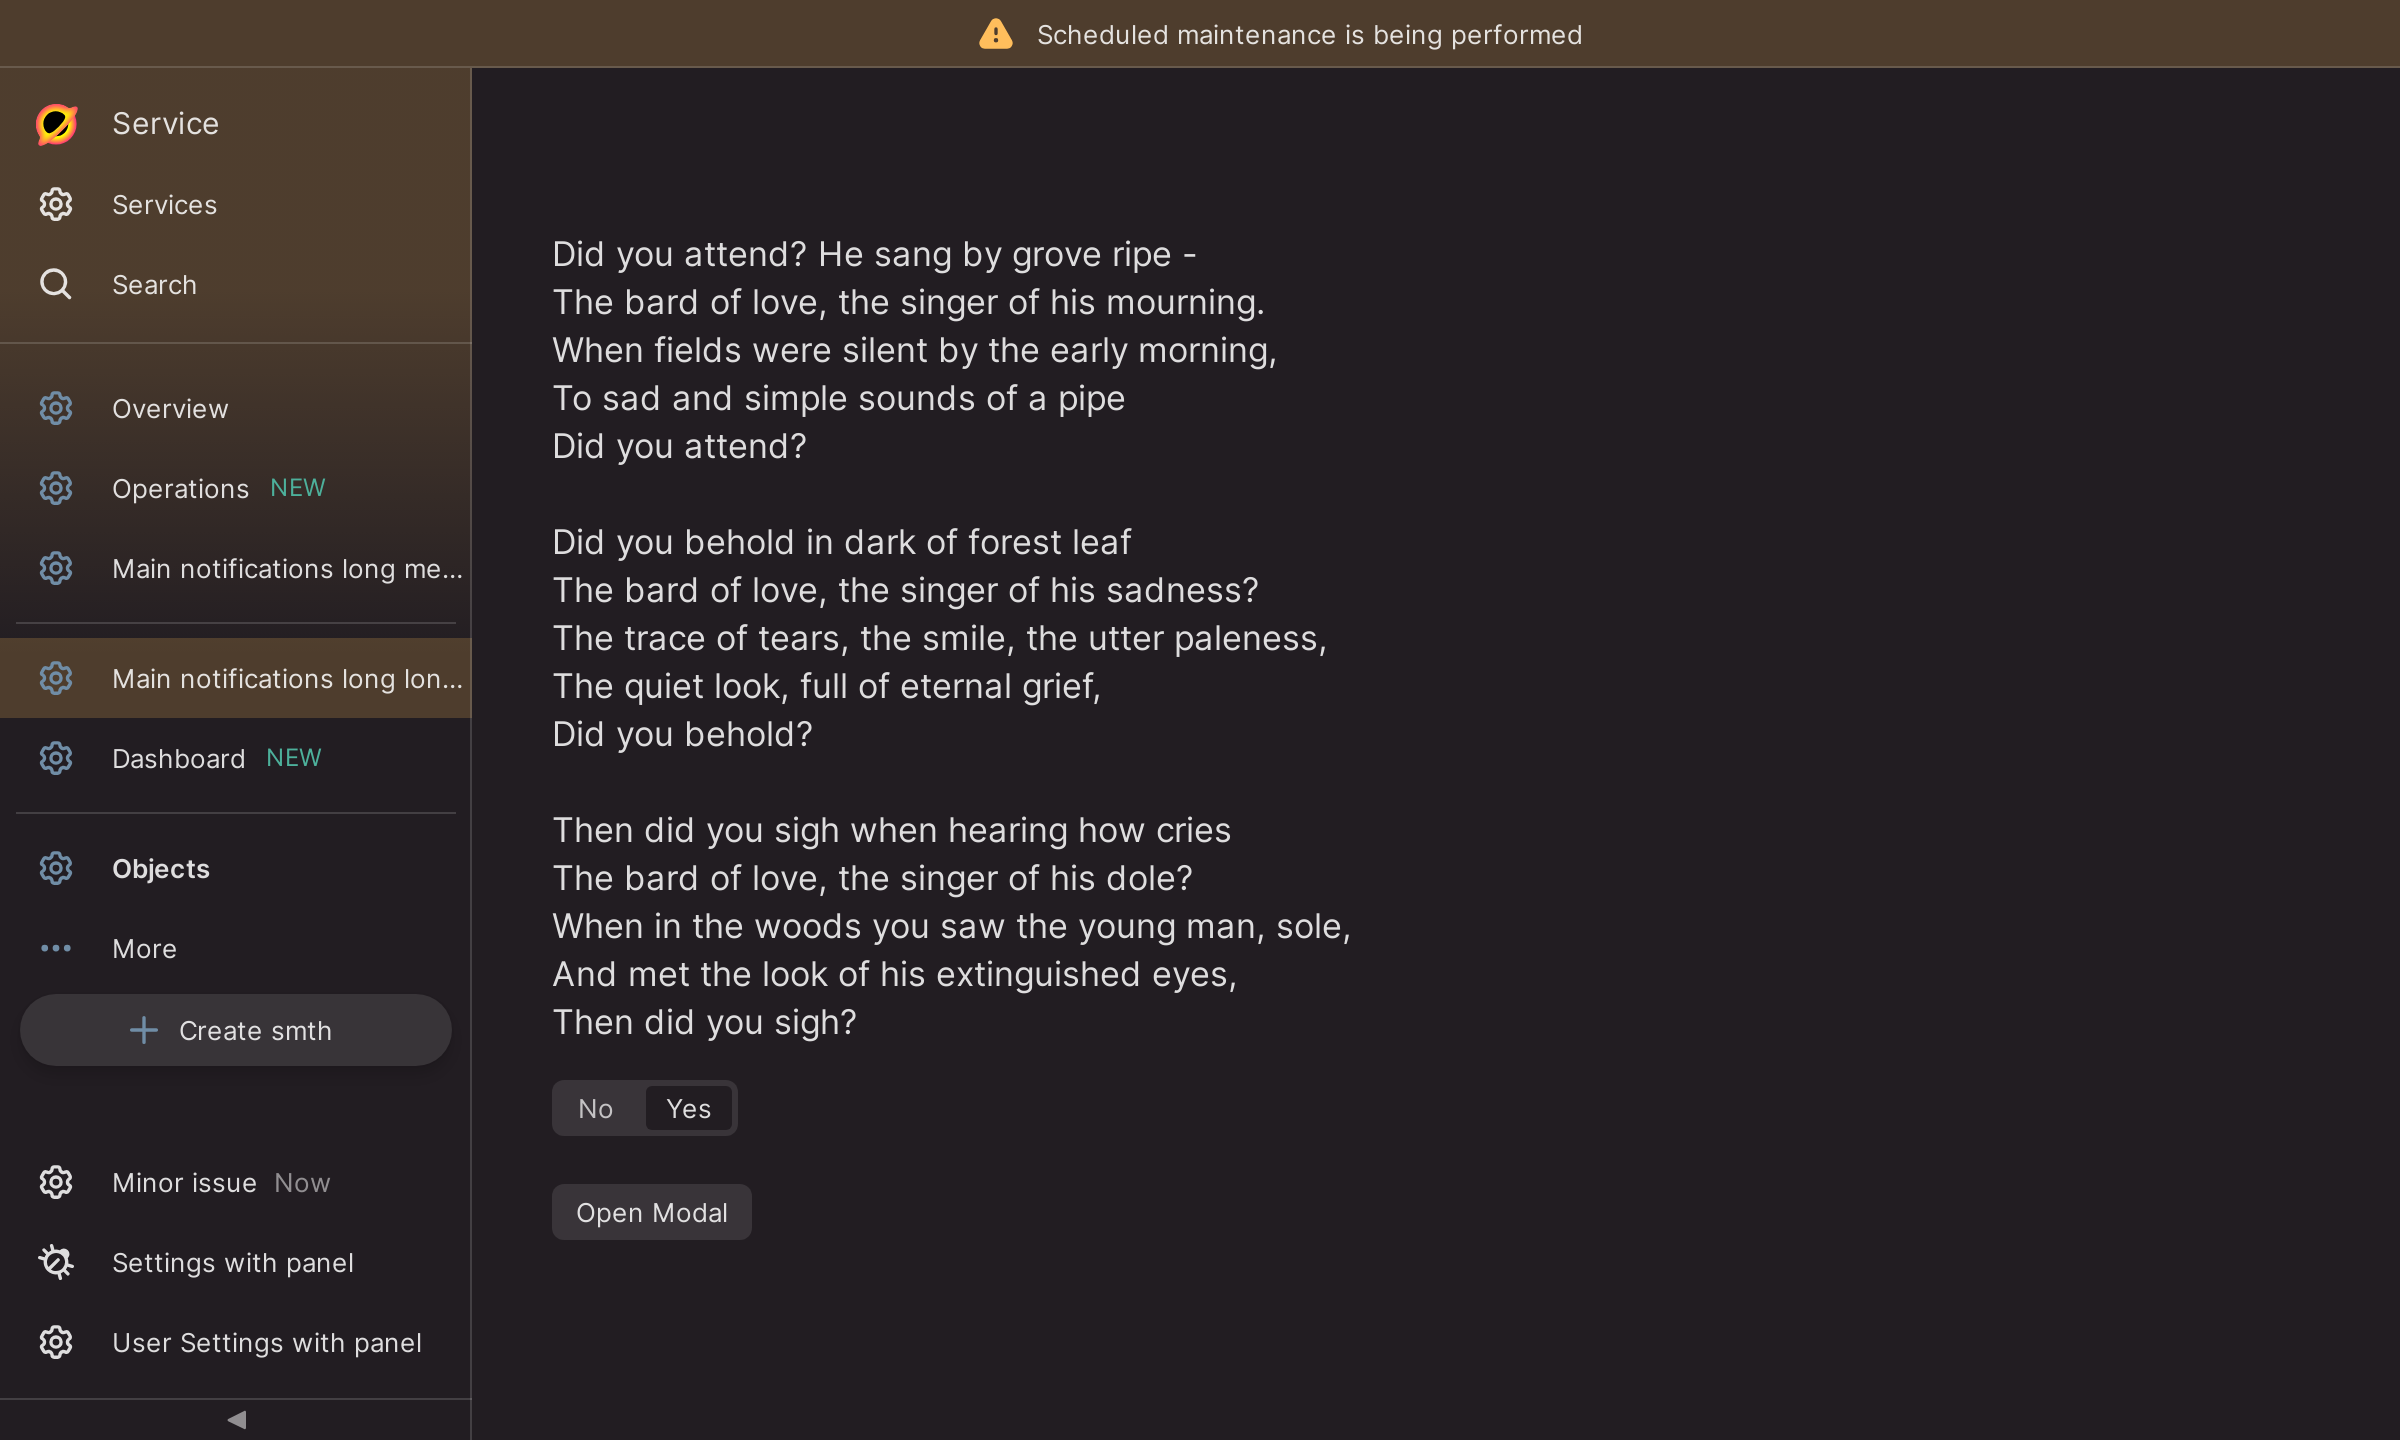 Scheduled maintenance is being performed
Service
Services
Search
Overview
Operations NEW
Main notifications long me...
Main notifications long lon...
Dashboard NEW
Objects
More
Create smth
Minor issue Now
Settings with panel
User Settings with panel
Did you attend? He sang by grove ripe -
The bard of love, the singer of his mourning.
When fields were silent by the early morning,
To sad and simple sounds of a pipe
Did you attend?
Did you behold in dark of forest leaf
The bard of love, the singer of his sadness?
The trace of tears, the smile, the utter paleness,
The quiet look, full of eternal grief,
Did you behold?
Then did you sigh when hearing how cries
The bard of love, the singer of his dole?
When in the woods you saw the young man, sole,
And met the look of his extinguished eyes,
Then did you sigh?
No Yes
Open Modal